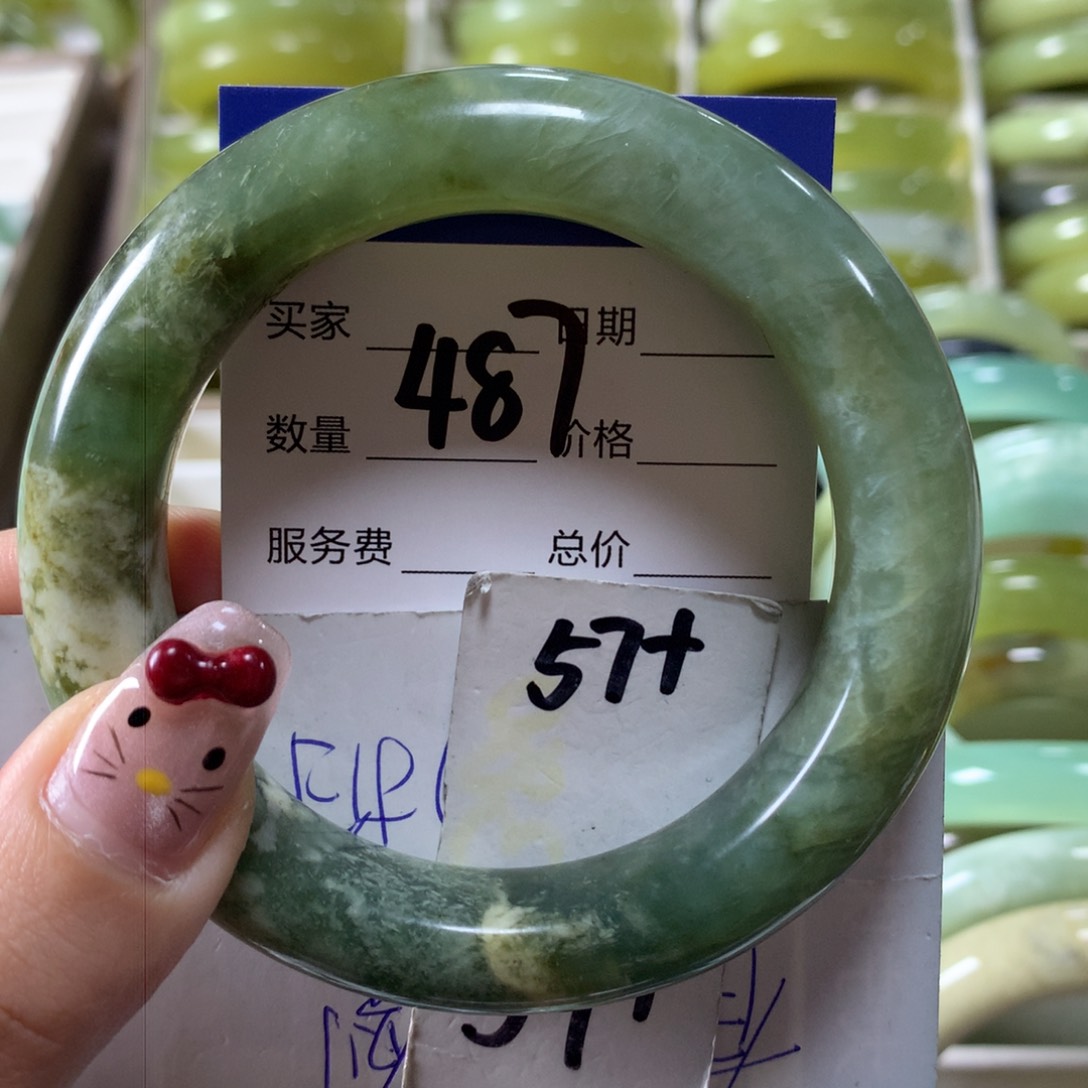 买家 日期
487
数量 价格
服务费 总价
57+